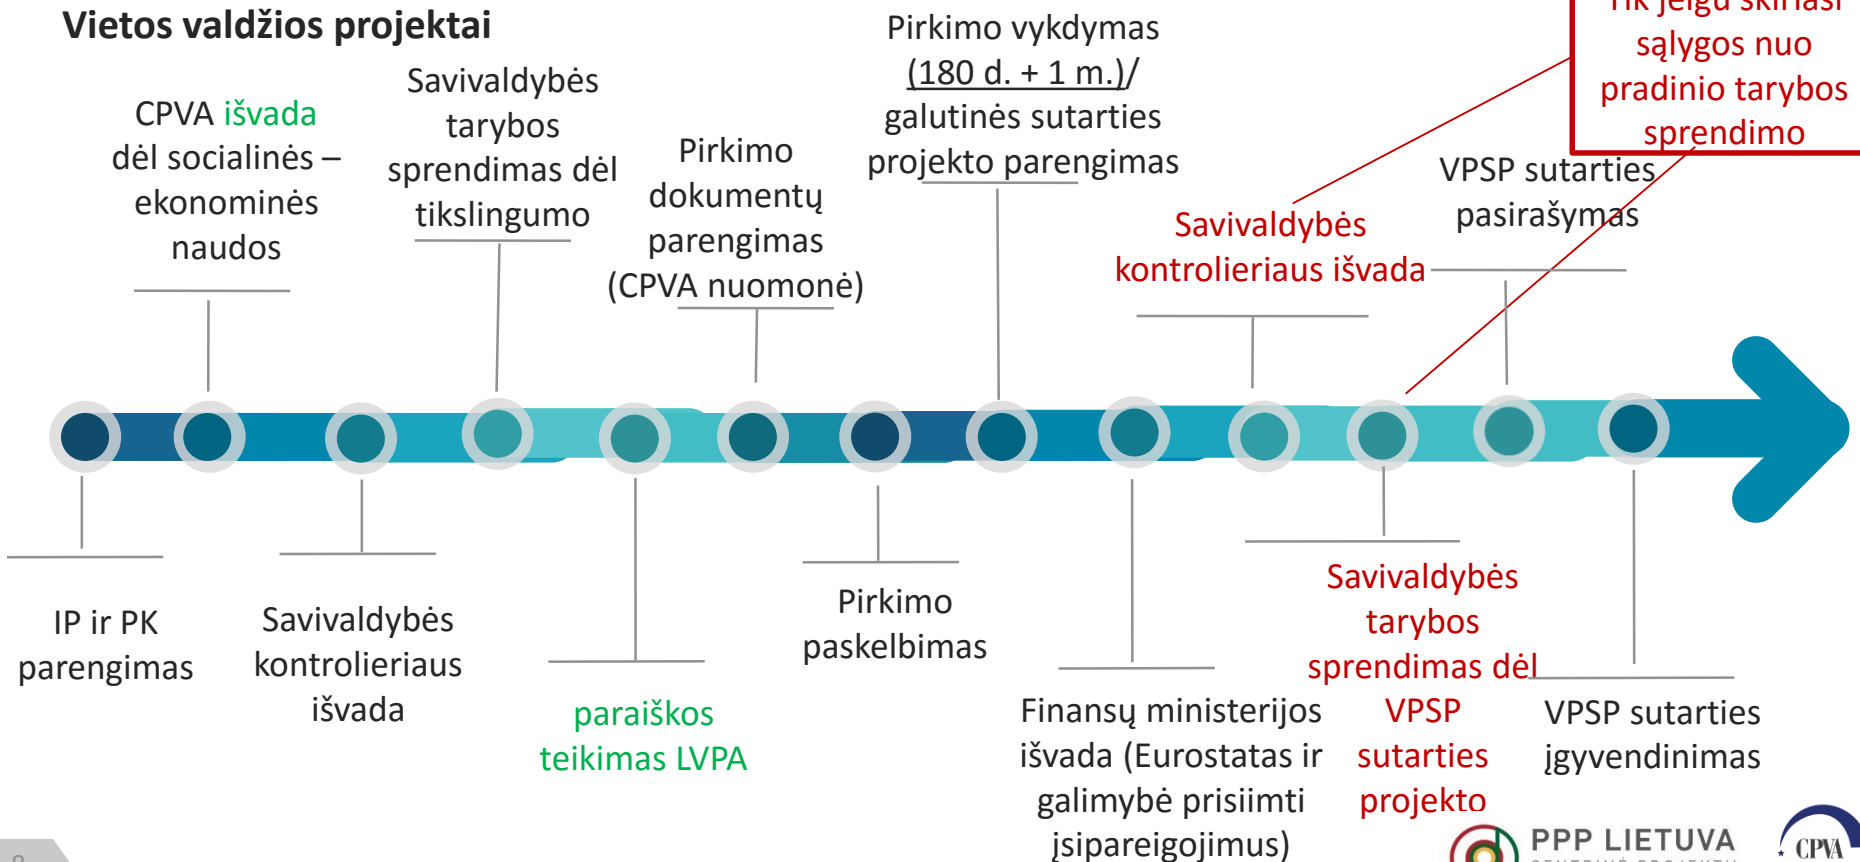 Vietos valdžios projektai
CPVA išvada
dėl socialinės –
ekonominės
naudos
Savivaldybės
tarybos
sprendimas dėl
tikslingumo
Pirkimo
dokumentų
parengimas
(CPVA nuomonė)
Pirkimo vykdymas
(180 d. + 1 m.)/
galutinės sutarties
projekto parengimas
Savivaldybės
kontrolieriaus išvada
Tik jeigu skiriasi
sąlygos nuo
pradinio tarybos
sprendimo
VPSP sutarties
pasirašymas
IP ir PK
parengimas
Savivaldybės
kontrolieriaus
išvada
paraiškos
teikimas LVPA
Pirkimo
paskelbimas
Finansų ministerijos
išvada (Eurostatas ir
galimybė prisiimti
įsipareigojimus)
Savivaldybės
tarybos
sprendimas dėl
VPSP
sutarties
projekto
VPSP sutarties
įgyvendinimas
8
PPP LIETUVA
CENTRINĖ PROJEKTŲ
CPVA